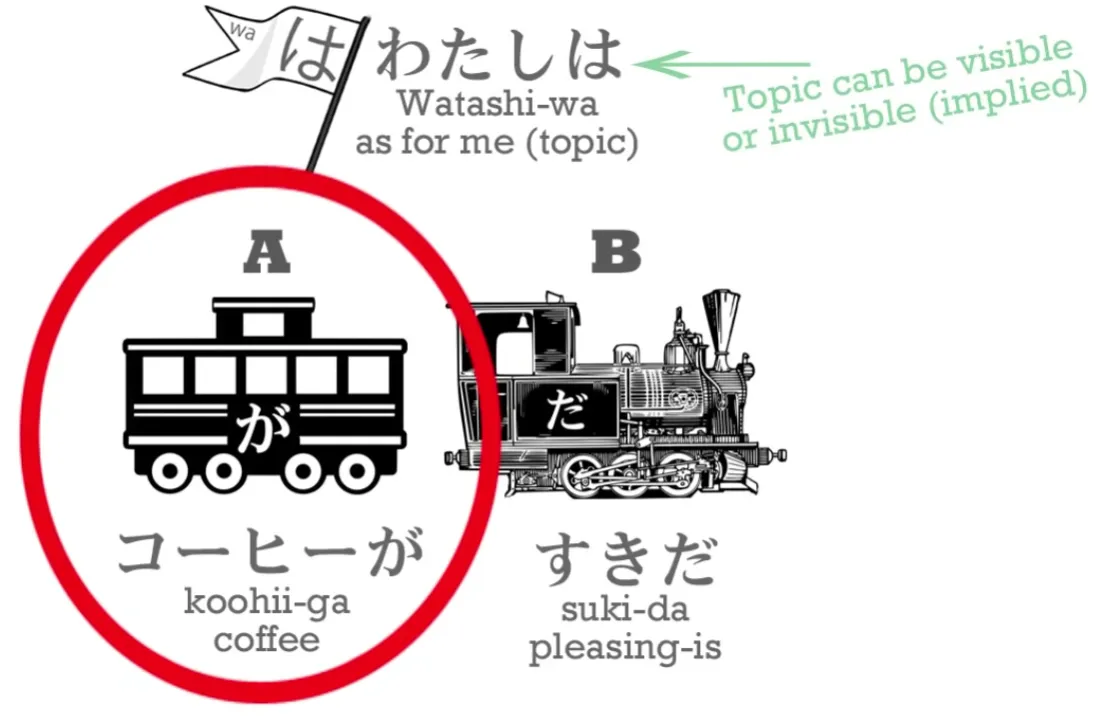 wa
は
わたしは
Watashi-wa
as for me (topic)
Topic can be visible
or invisible (implied)
A
B
が
だ
コーヒーが
koohii-ga
coffee
すきだ
suki-da
pleasing-is